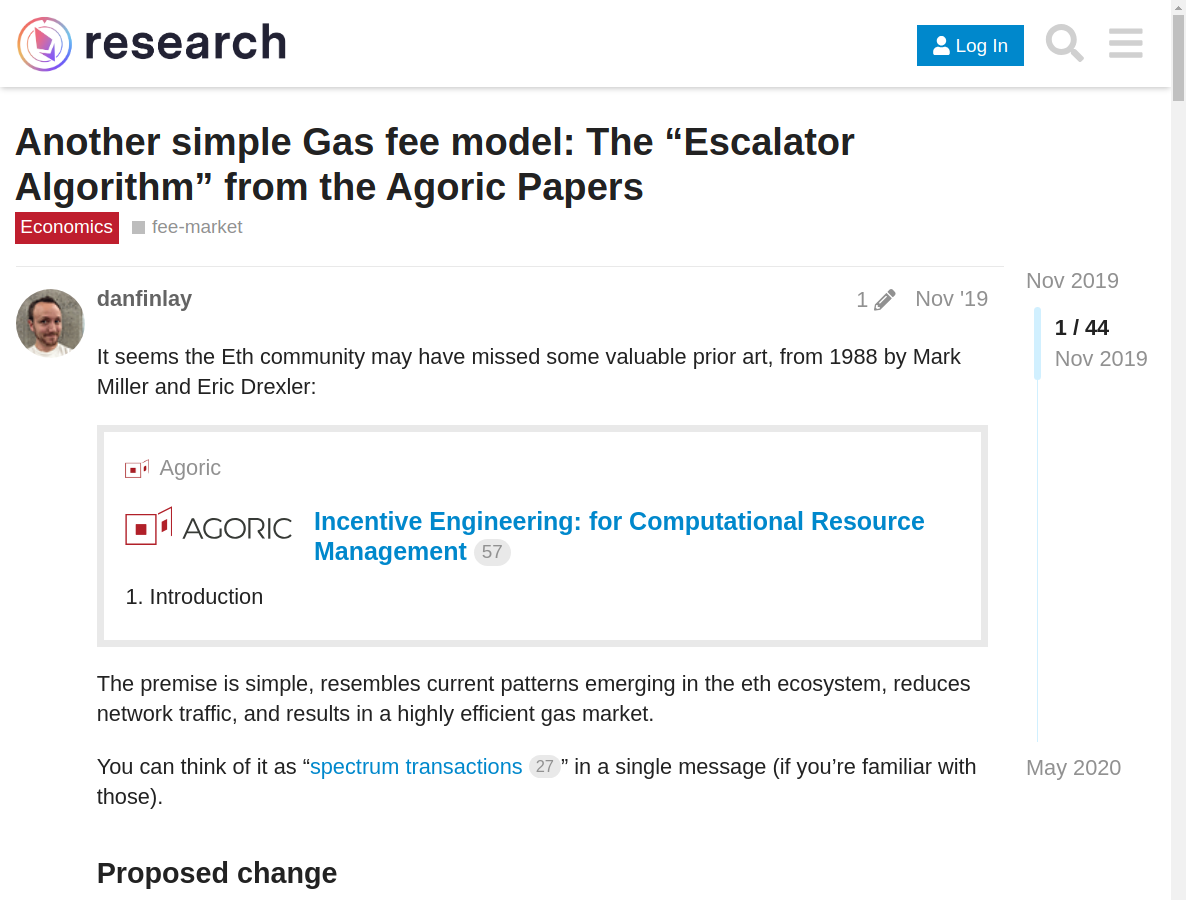 research
Log In
Another simple Gas fee model: The “Escalator
Algorithm” from the Agoric Papers
Economics fee-market
danfinlay 1 Nov '19
Nov 2019
1 / 44
Nov 2019
It seems the Eth community may have missed some valuable prior art, from 1988 by Mark
Miller and Eric Drexler:
Agoric
AGORIC
Incentive Engineering: for Computational Resource
Management 57
1. Introduction
The premise is simple, resembles current patterns emerging in the eth ecosystem, reduces
network traffic, and results in a highly efficient gas market.
You can think of it as “spectrum transactions 27” in a single message (if you’re familiar with
those).
May 2020
Proposed change